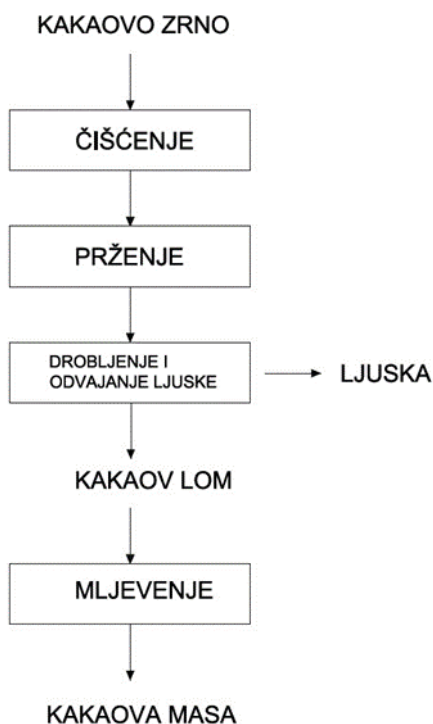 KAKAOVO ZRNO
ČIŠĆENJE
PRŽENJE
DROBLJENJE I
ODVAJANJE LJUSKE
LJUSKA
KAKAOV LOM
MLJEVENJE
KAKAOVA MASA